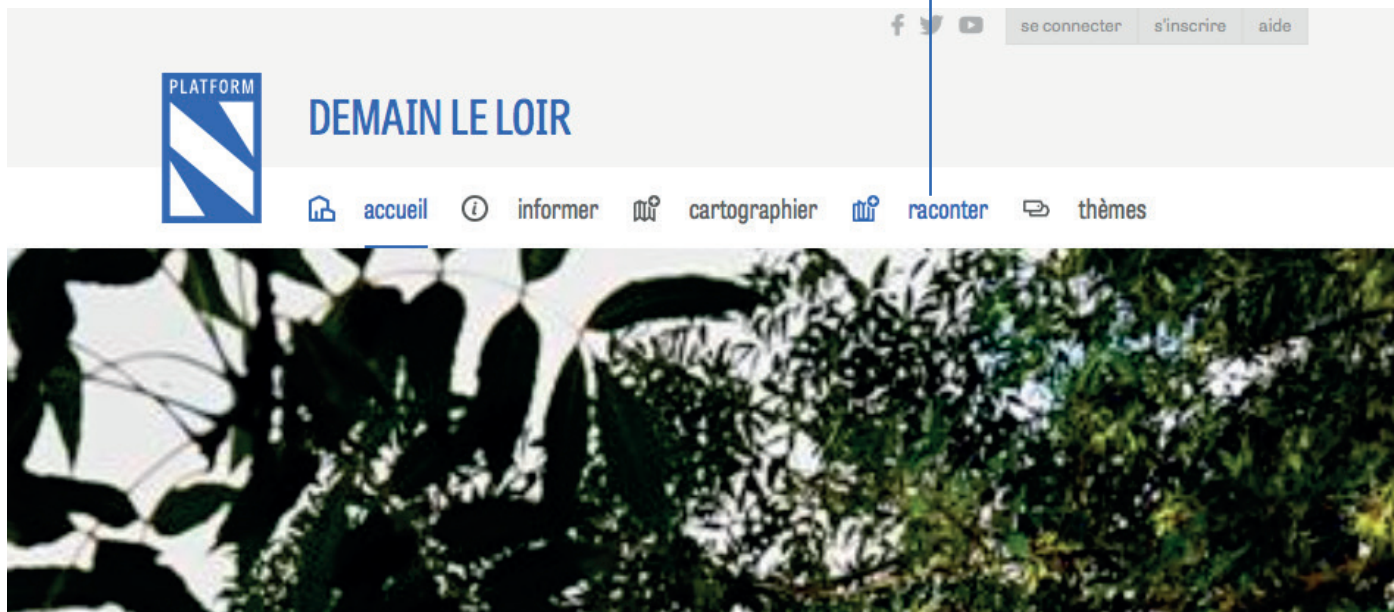 se connecter s'inscrire aide
PLATFORM
DEMAIN LE LOIR
accueil informer cartographier raconter thèmes